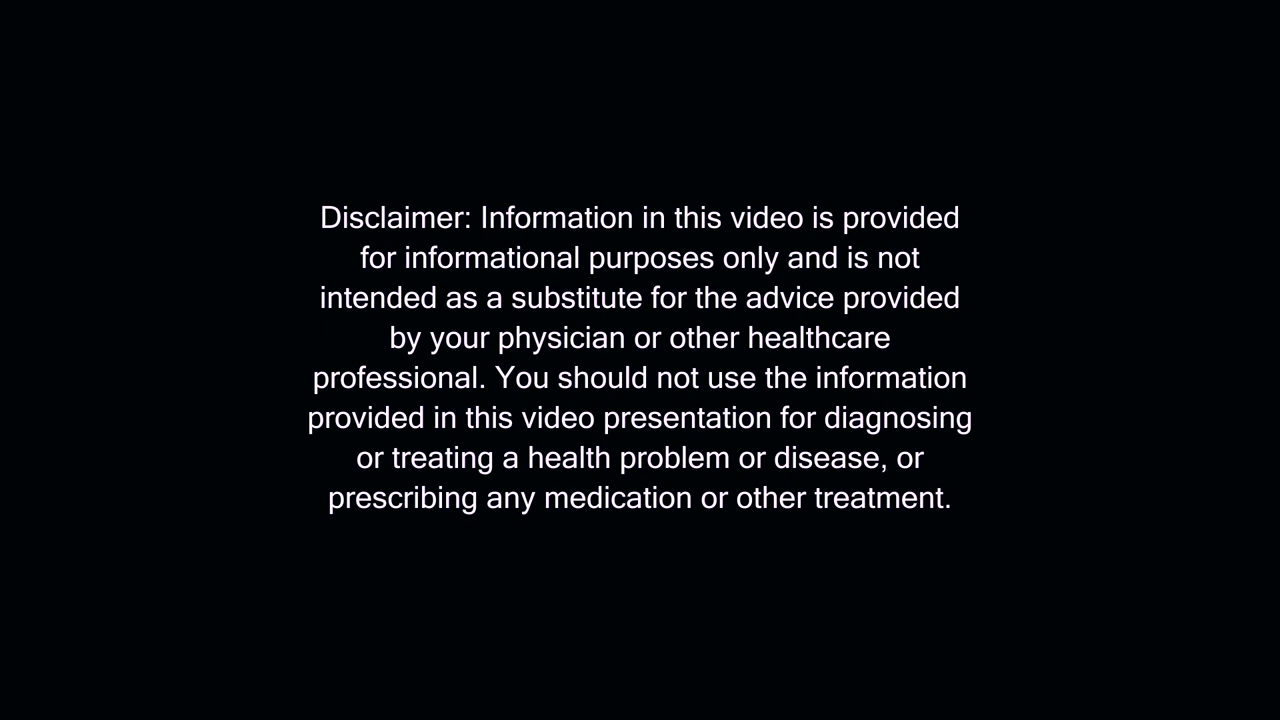 Disclaimer: Information in this video is provided
for informational purposes only and is not
intended as a substitute for the advice provided
by your physician or other healthcare
professional. You should not use the information
provided in this video presentation for diagnosing
or treating a health problem or disease, or
prescribing any medication or other treatment.